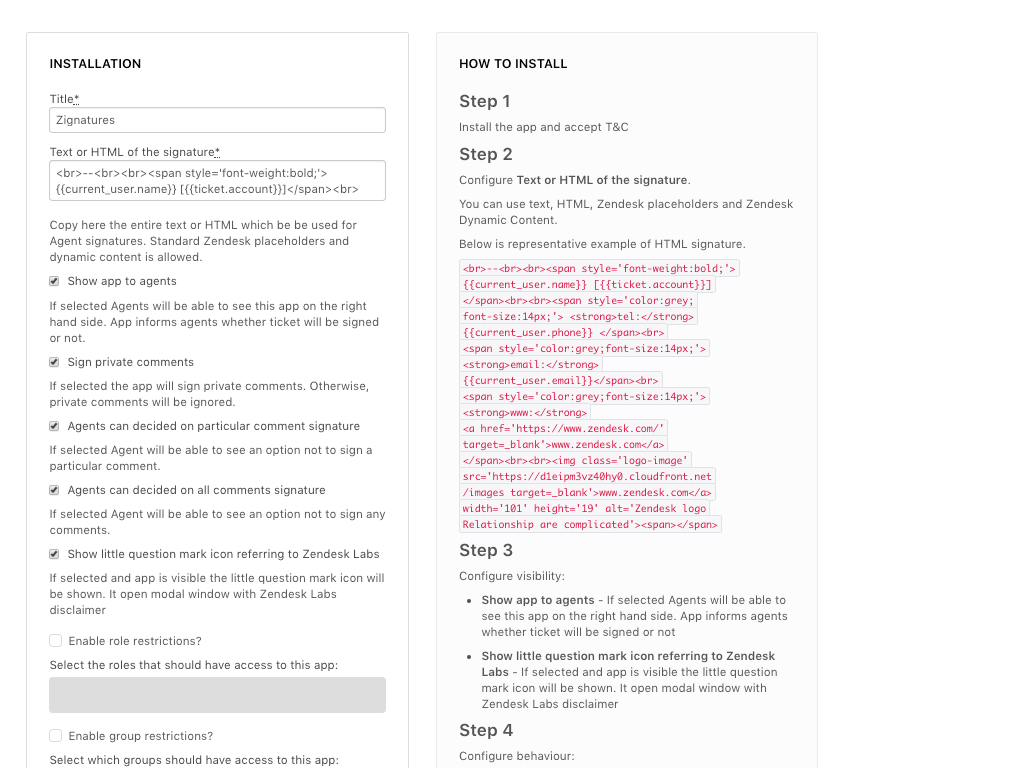 INSTALLATION
Title*
Zignatures
Text or HTML of the signature*
<br>--<br><br><span style='font-weight:bold;'>
{{current_user.name}} [{{ticket.account}}]</span><br>
Copy here the entire text or HTML which be be used for
Agent signatures. Standard Zendesk placeholders and
dynamic content is allowed.
Show app to agents
If selected Agents will be able to see this app on the right
hand side. App informs agents whether ticket will be signed
or not.
Sign private comments
If selected the app will sign private comments. Otherwise,
private comments will be ignored.
Agents can decided on particular comment signature
If selected Agent will be able to see an option not to sign a
particular comment.
Agents can decided on all comments signature
If selected Agent will be able to see an option not to sign any
comments.
Show little question mark icon referring to Zendesk Labs
If selected and app is visible the little question mark icon will
be shown. It open modal window with Zendesk Labs
disclaimer
Enable role restrictions?
Select the roles that should have access to this app:
Enable group restrictions?
Select which groups should have access to this app:
HOW TO INSTALL
Step 1
Install the app and accept T&C
Step 2
Configure Text or HTML of the signature.
You can use text, HTML, Zendesk placeholders and Zendesk
Dynamic Content.
Below is representative example of HTML signature.
<br>--<br><br><span style='font-weight:bold;'>
{{current_user.name}} [{{ticket.account}}]
</span><br><br><span style='color:grey;
font-size:14px;'> <strong>tel:</strong>
{{current_user.phone}} </span><br>
<span style='color:grey;font-size:14px;'>
<strong>email:</strong>
{{current_user.email}}</span><br>
<span style='color:grey;font-size:14px;'>
<strong>www:</strong>
<a href='https://www.zendesk.com/'
target=_blank'>www.zendesk.com</a>
</span><br><br><img class='logo-image'
src='https://d1eipm3vz40hy0.cloudfront.net
/images target=_blank'>www.zendesk.com</a>
width='101' height='19' alt='Zendesk logo
Relationship are complicated'><span></span>
Step 3
Configure visibility:
• Show app to agents - If selected Agents will be able to
see this app on the right hand side. App informs agents
whether ticket will be signed or not
• Show little question mark icon referring to Zendesk
Labs - If selected and app is visible the little question
mark icon will be shown. It open modal window with
Zendesk Labs disclaimer
Step 4
Configure behaviour: